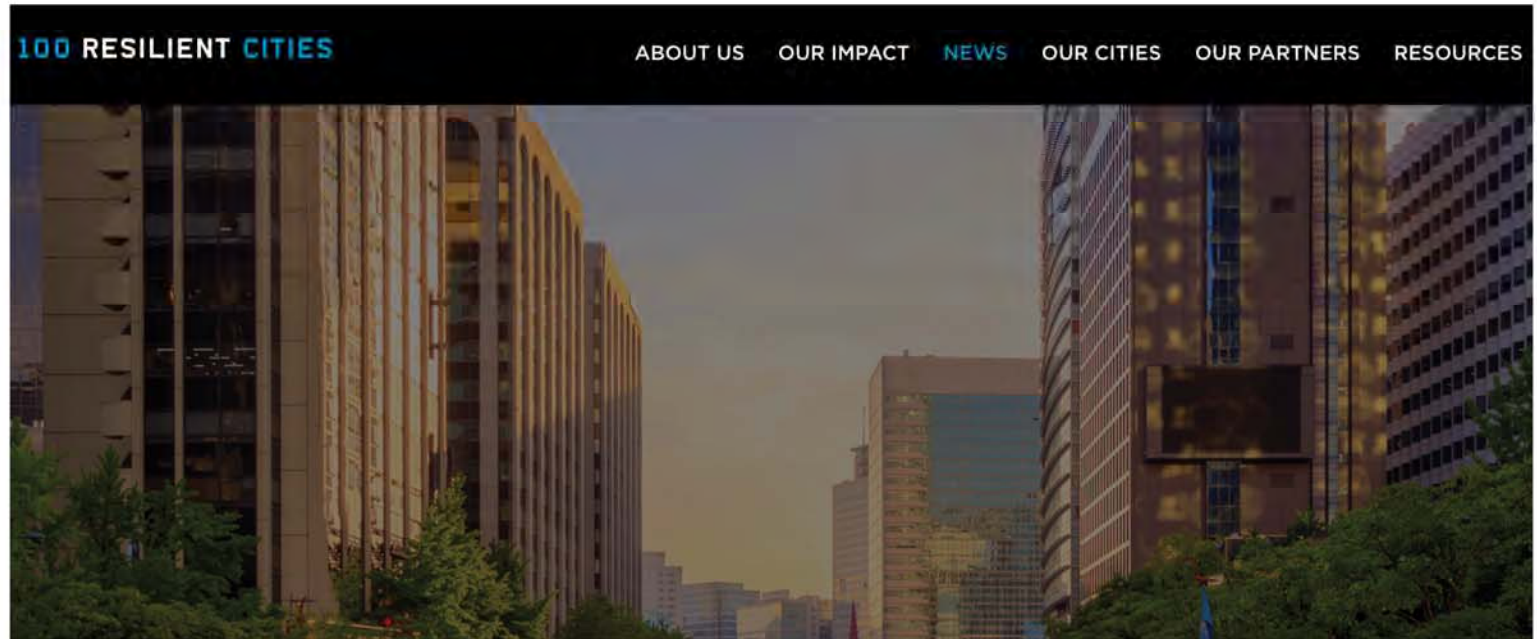 100 RESILIENT CITIES
ABOUT US OUR IMPACT NEWS OUR CITIES OUR PARTNERS RESOURCES